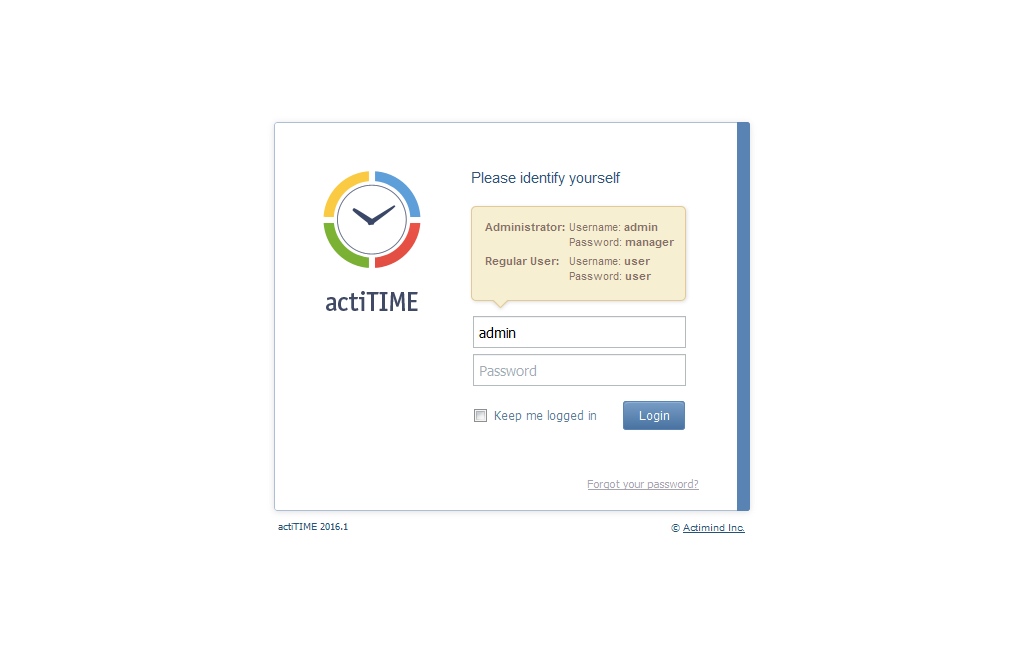 Please identify yourself
Administrator: Username: admin
Password: manager
Regular User: Username: user
Password: user
actiTIME
admin
Password
Keep me logged in
Login
Forgot your password?
actiTIME 2016.1
© Actimind Inc.